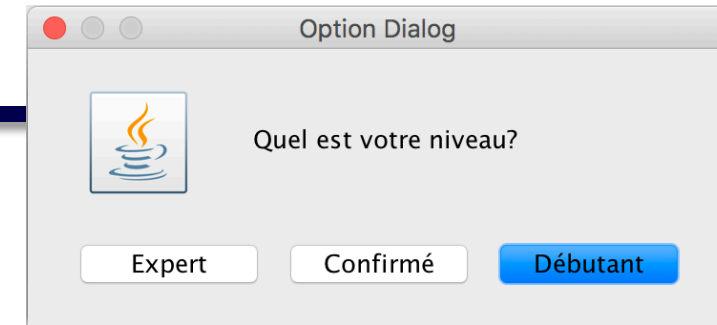 Option Dialog
Quel est votre niveau?
Expert Confirmé Débutant